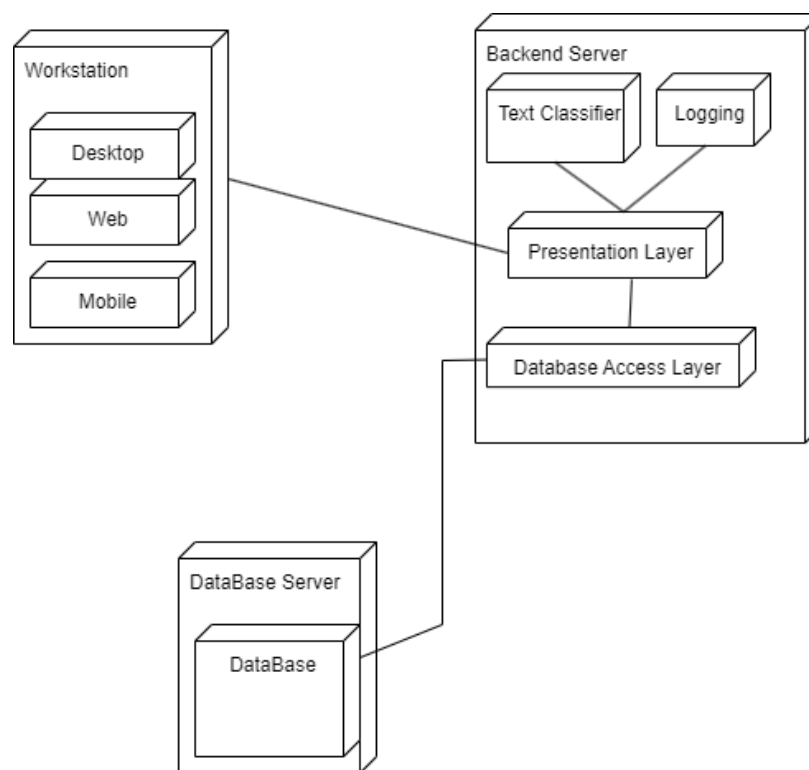 Workstation
Desktop
Web
Mobile
Backend Server
Text Classifier
Logging
Presentation Layer
Database Access Layer
DataBase Server
DataBase